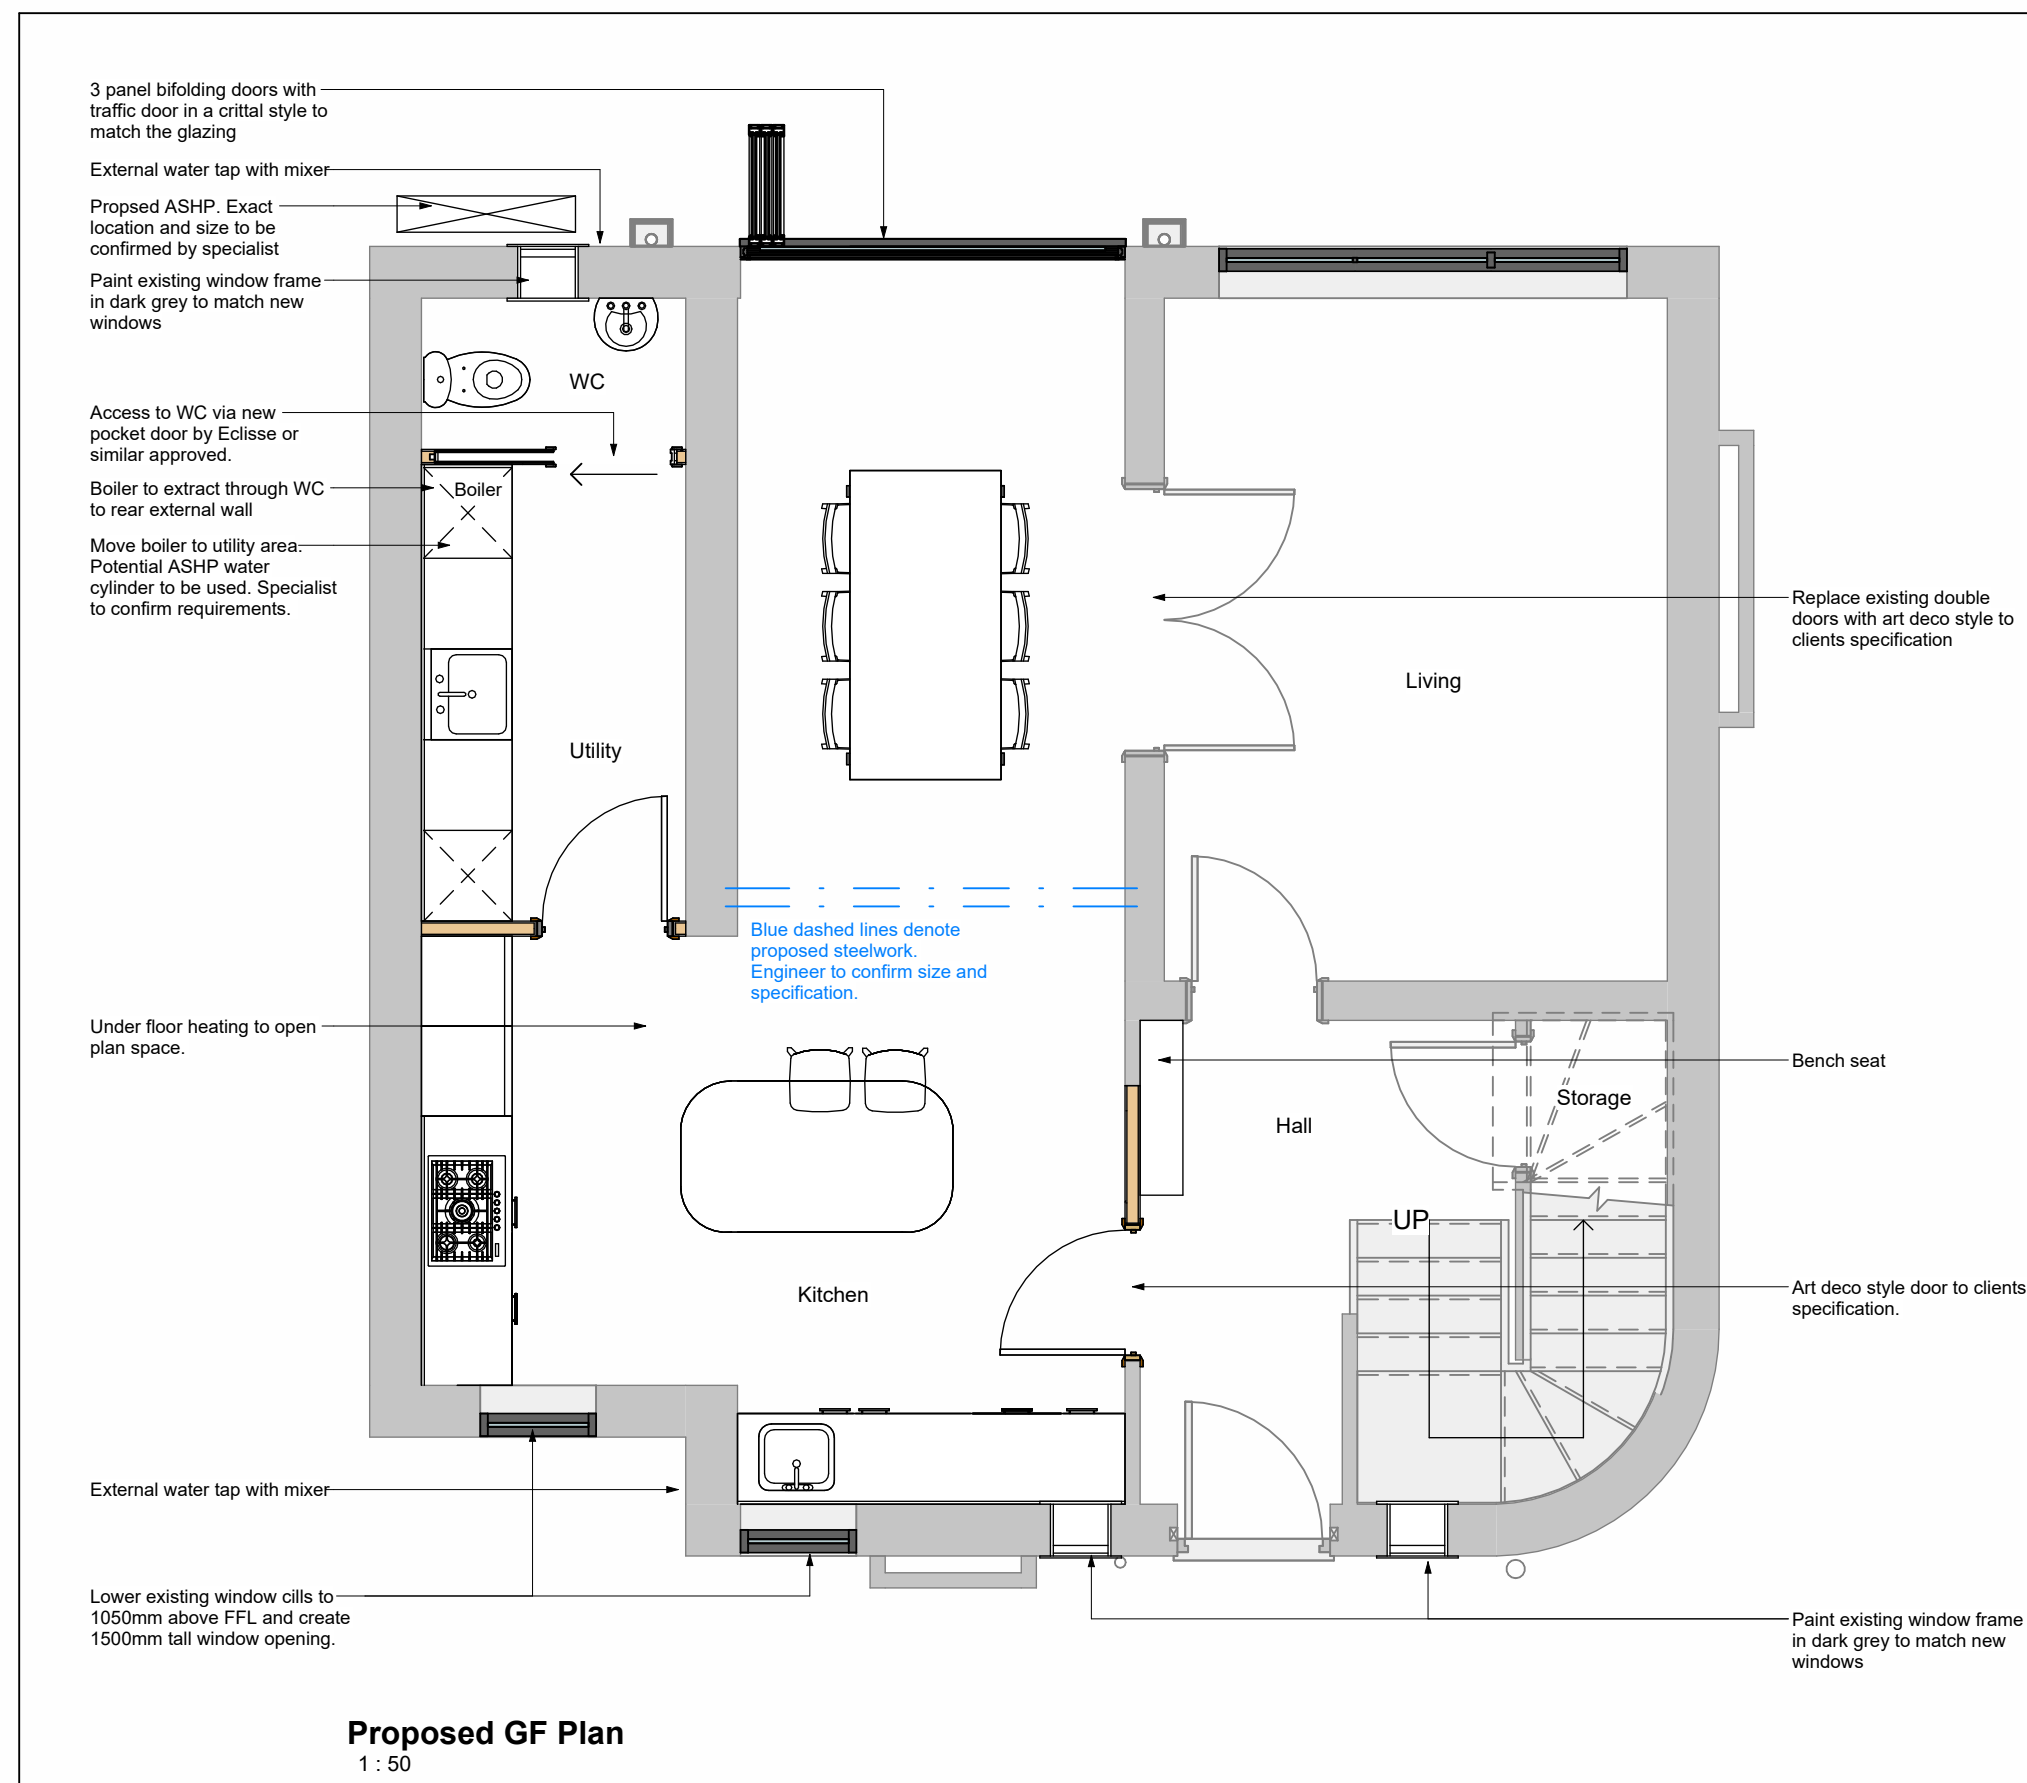 3 panel bifolding doors with
traffic door in a crittal style to
match the glazing
External water tap with mixer
Propsed ASHP. Exact
location and size to be
confirmed by specialist
Paint existing window frame
in dark grey to match new
windows
WC
Access to WC via new
pocket door by Eclisse or
similar approved.
Boiler to extract through WC
to rear external wall
Boiler
Move boiler to utility area.
Potential ASHP water
cylinder to be used. Specialist
to confirm requirements.
Replace existing double
doors with art deco style to
clients specification
Living
Utility
Blue dashed lines denote
proposed steelwork.
Engineer to confirm size and
specification.
Under floor heating to open
plan space.
Bench seat
Storage
Hall
UP
Kitchen
Art deco style door to clients
specification.
External water tap with mixer
Lower existing window cills to
1050mm above FFL and create
1500mm tall window opening.
Paint existing window frame
in dark grey to match new
windows
Proposed GF Plan
1 : 50